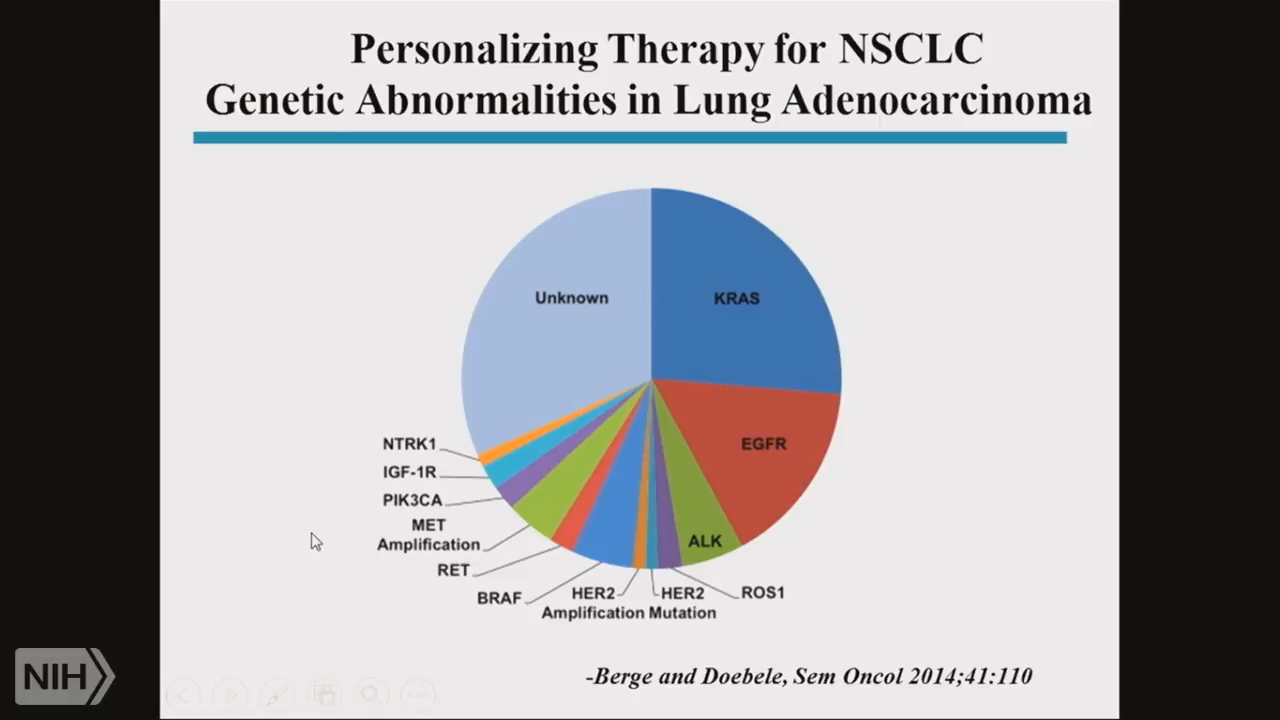 Personalizing Therapy for NSCLC
Genetic Abnormalities in Lung Adenocarcinoma
Unknown
KRAS
EGFR
ALK
ROS1
HER2
Mutation
HER2
Amplification
BRAF
RET
MET
Amplification
PIK3CA
IGF-1R
NTRK1
-Berge and Doebele, Sem Oncol 2014;41:110
NIH